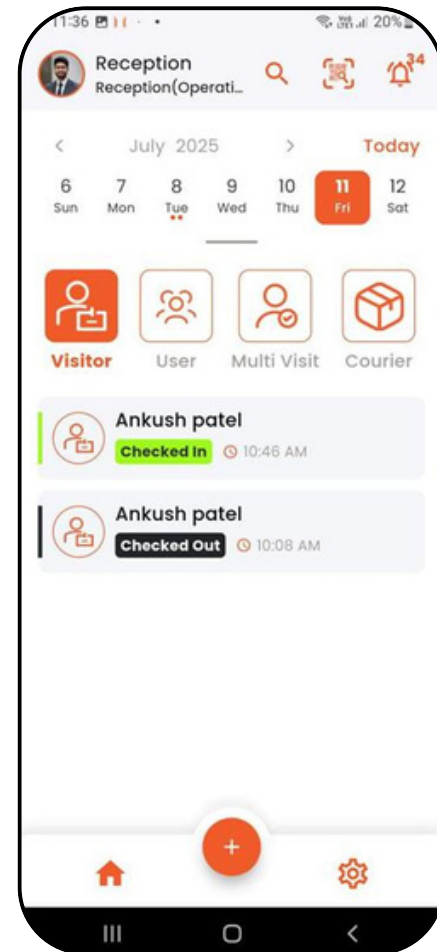 11:36 20%
Reception
34
Reception(Operati...
July 2025
Today
6 7 8 9 10 11 12
Sun Mon Tue Wed Thu Fri Sat
Visitor User Multi Visit Courier
Ankush patel
Checked In 10:46 AM
Ankush patel
Checked Out 10:08 AM